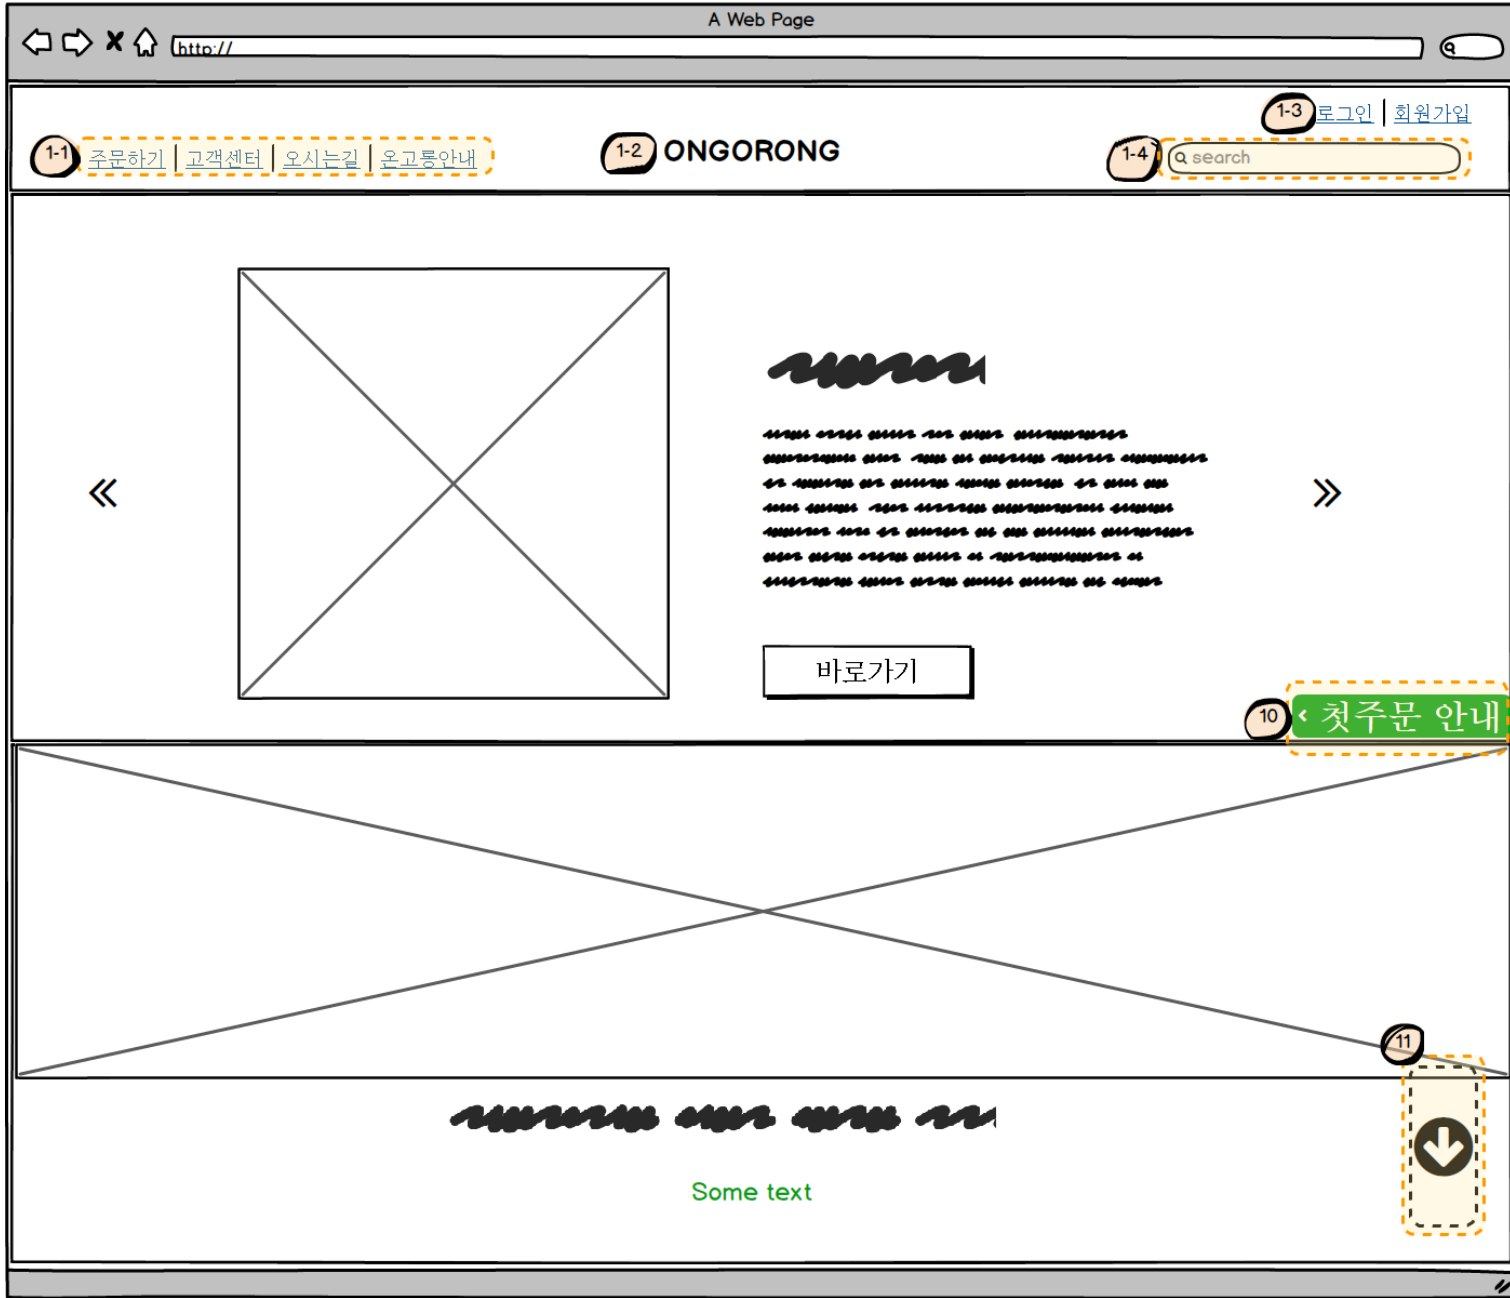 A Web Page
http://
1-3 로그인 | 회원가입
1-1 주문하기 | 고객센터 | 오시는길 | 온고롱안내
1-2 ONGORONG
1-4 search
바로가기
10 < 첫주문 안내
11
Some text